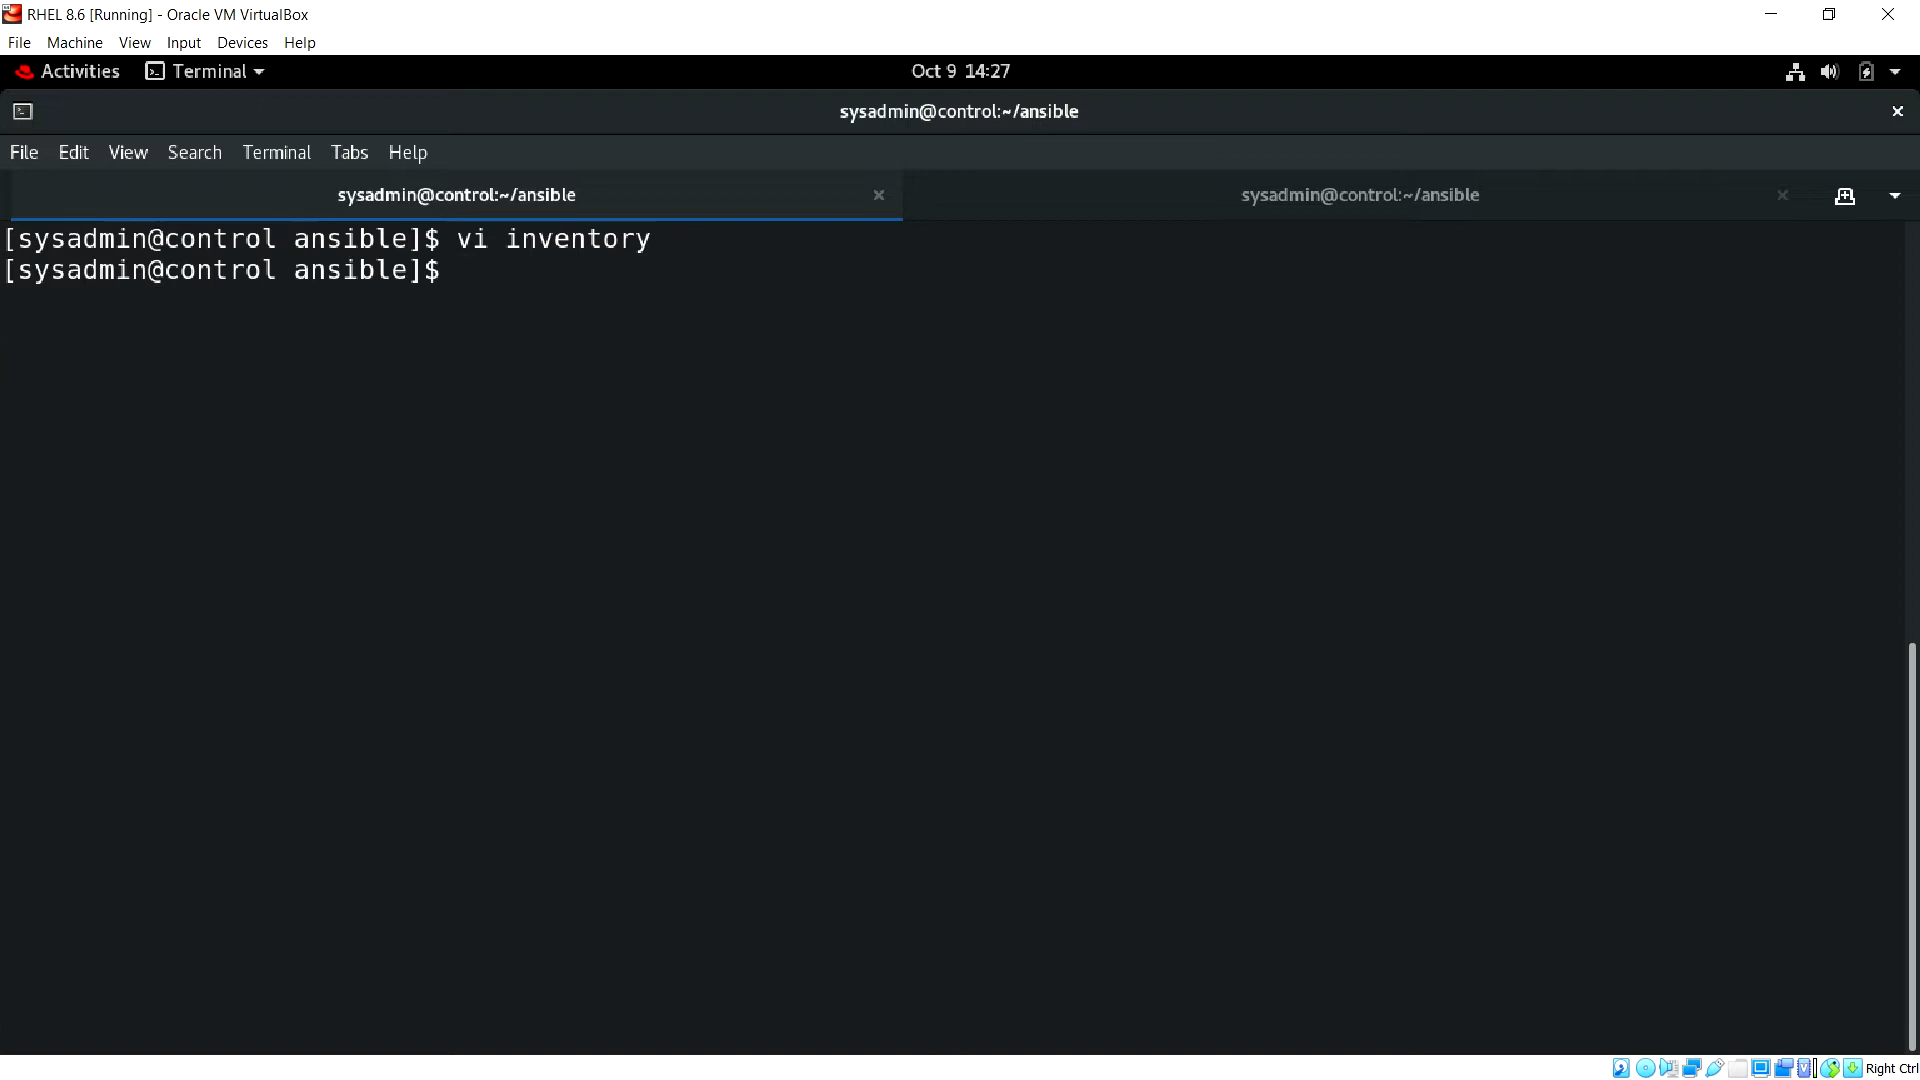 RHEL 8.6 [Running] - Oracle VM VirtualBox
File Machine View Input Devices Help
Activities Terminal Oct 9 14:27
sysadmin@control:~/ansible
File Edit View Search Terminal Tabs Help
sysadmin@control:~/ansible sysadmin@control:~/ansible
[sysadmin@control ansible]$ vi inventory
[sysadmin@control ansible]$
Right Ctrl